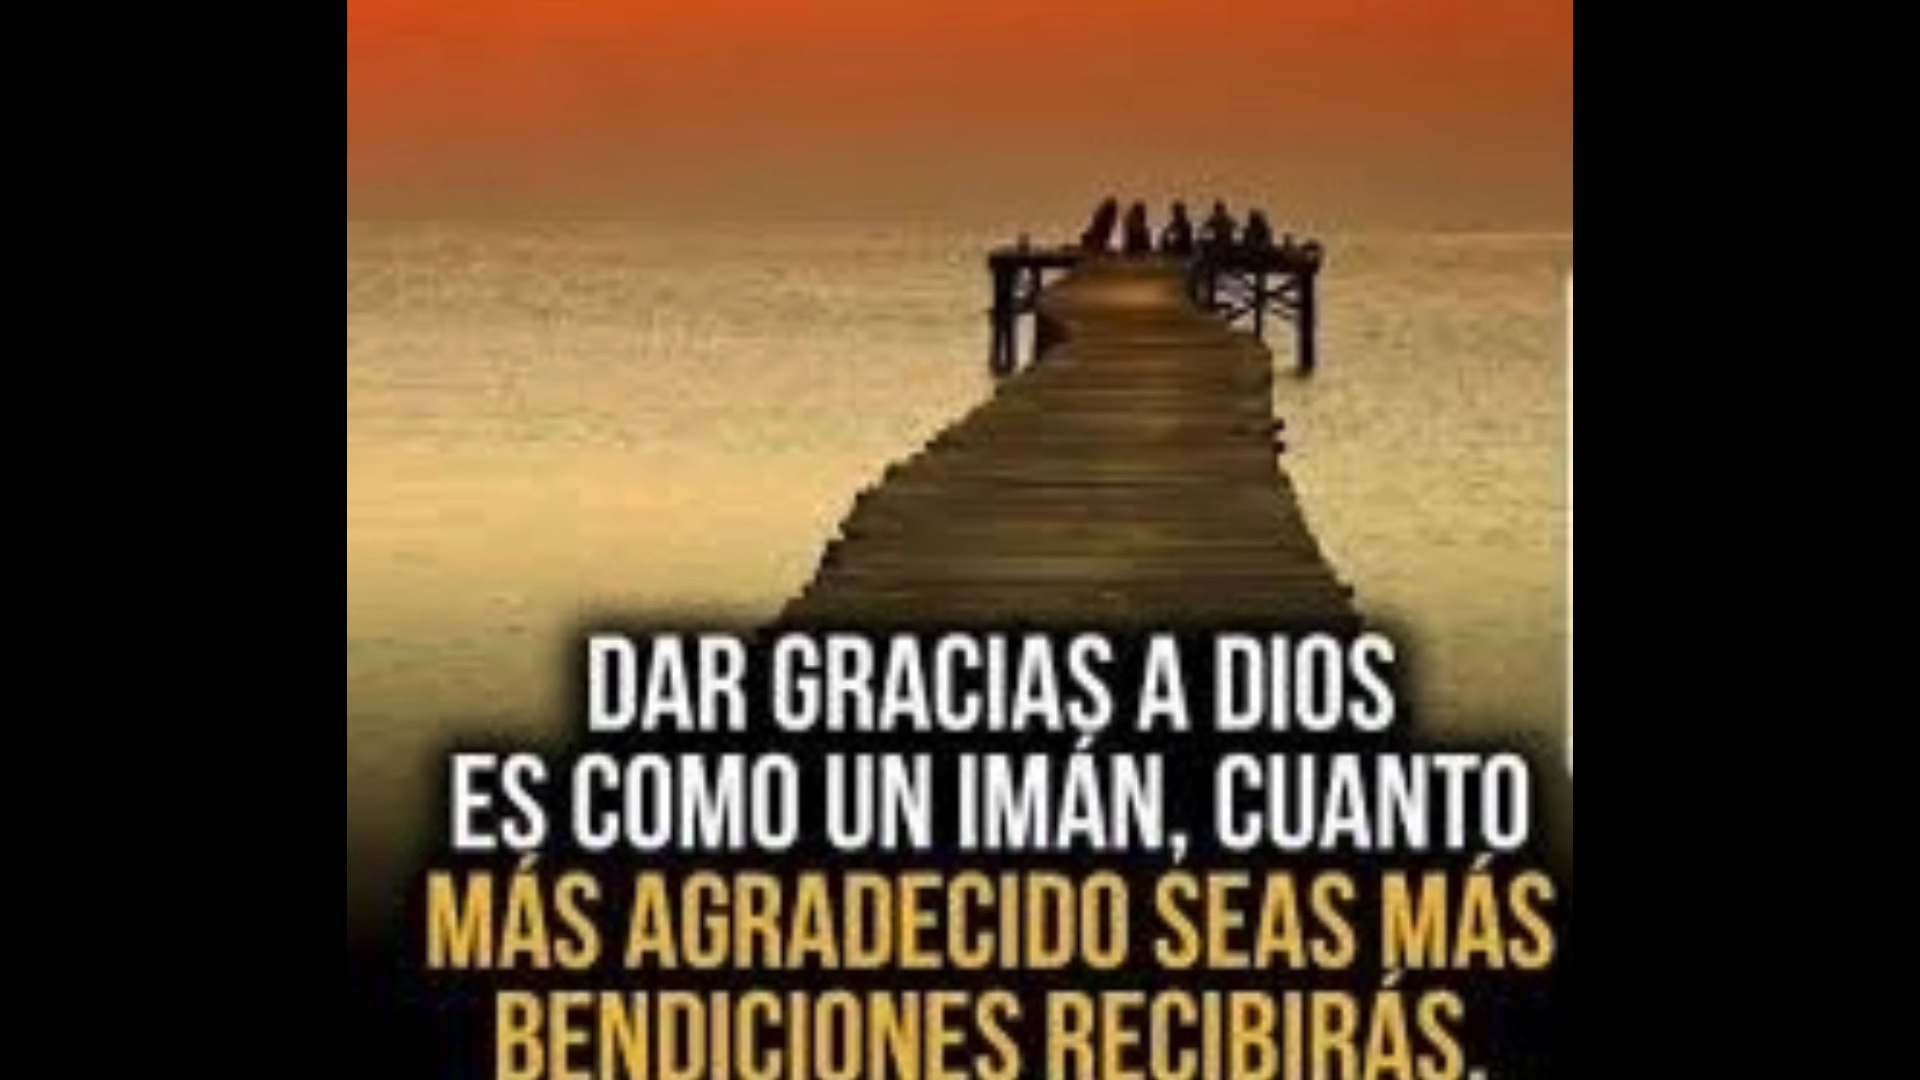 DAR GRACIAS A DIOS
ES COMO UN IMÁN, CUANTO
MÁS AGRADECIDO SEAS MÁS
BENDICIONES RECIBIRÁS.